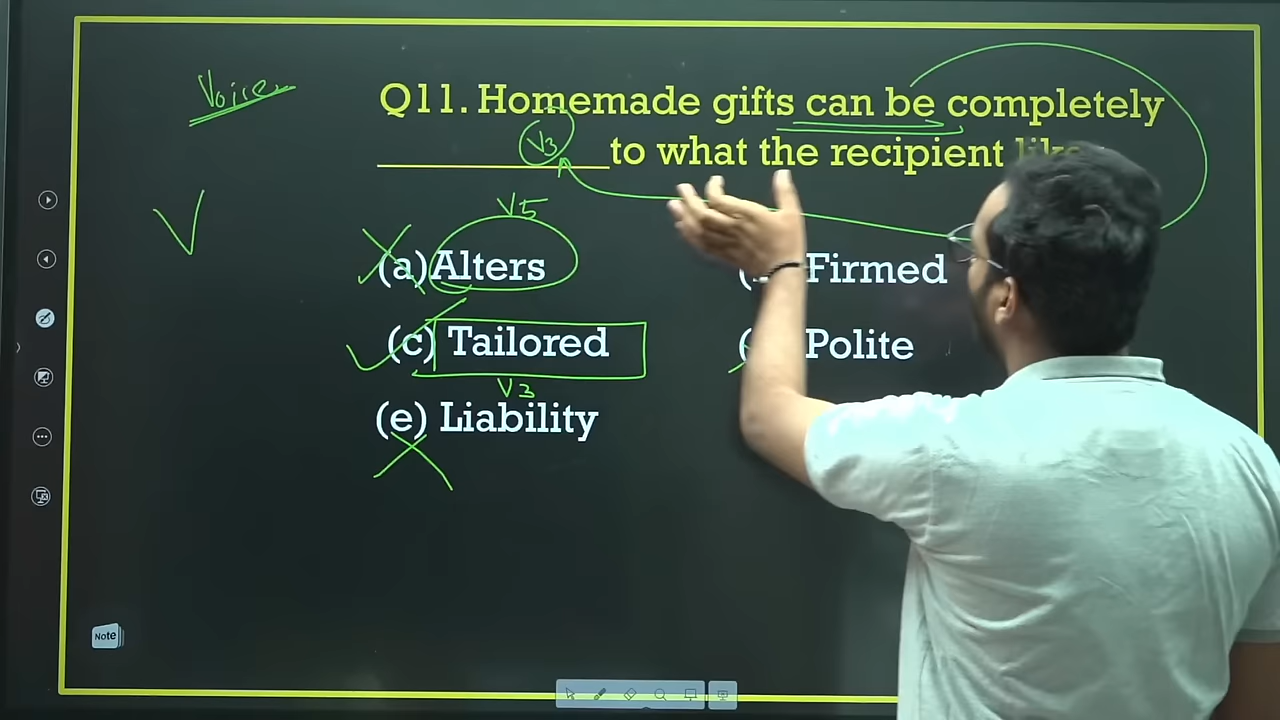 Voice
Q11. Homemade gifts can be completely
V3
to what the recipient
V5
(a) Alters
Firmed
(c) Tailored
Polite
V3
(e) Liability
V
Note